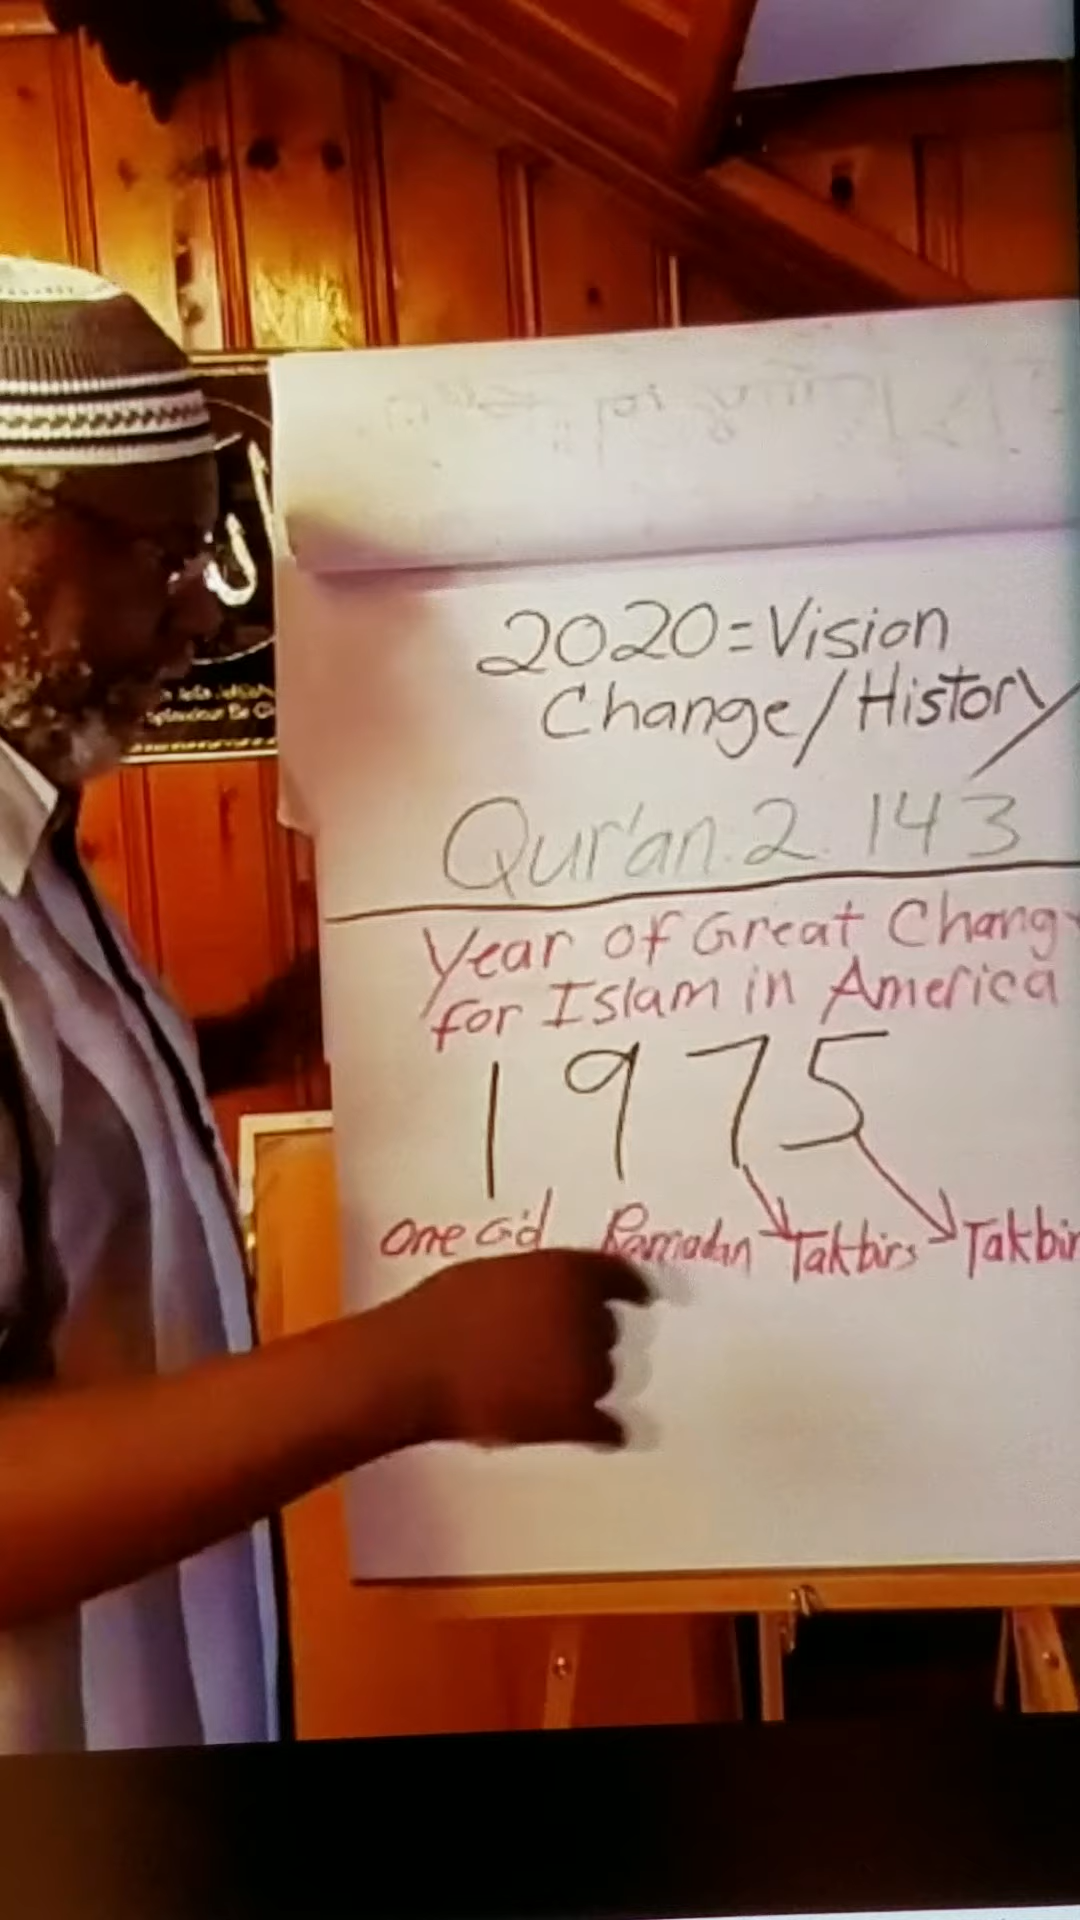 2020=Vision
Change/History
Qur'an.2.143
Year of Great Chang
for Islam in America
1975
One G'd Ramadan Takbirs Takbir